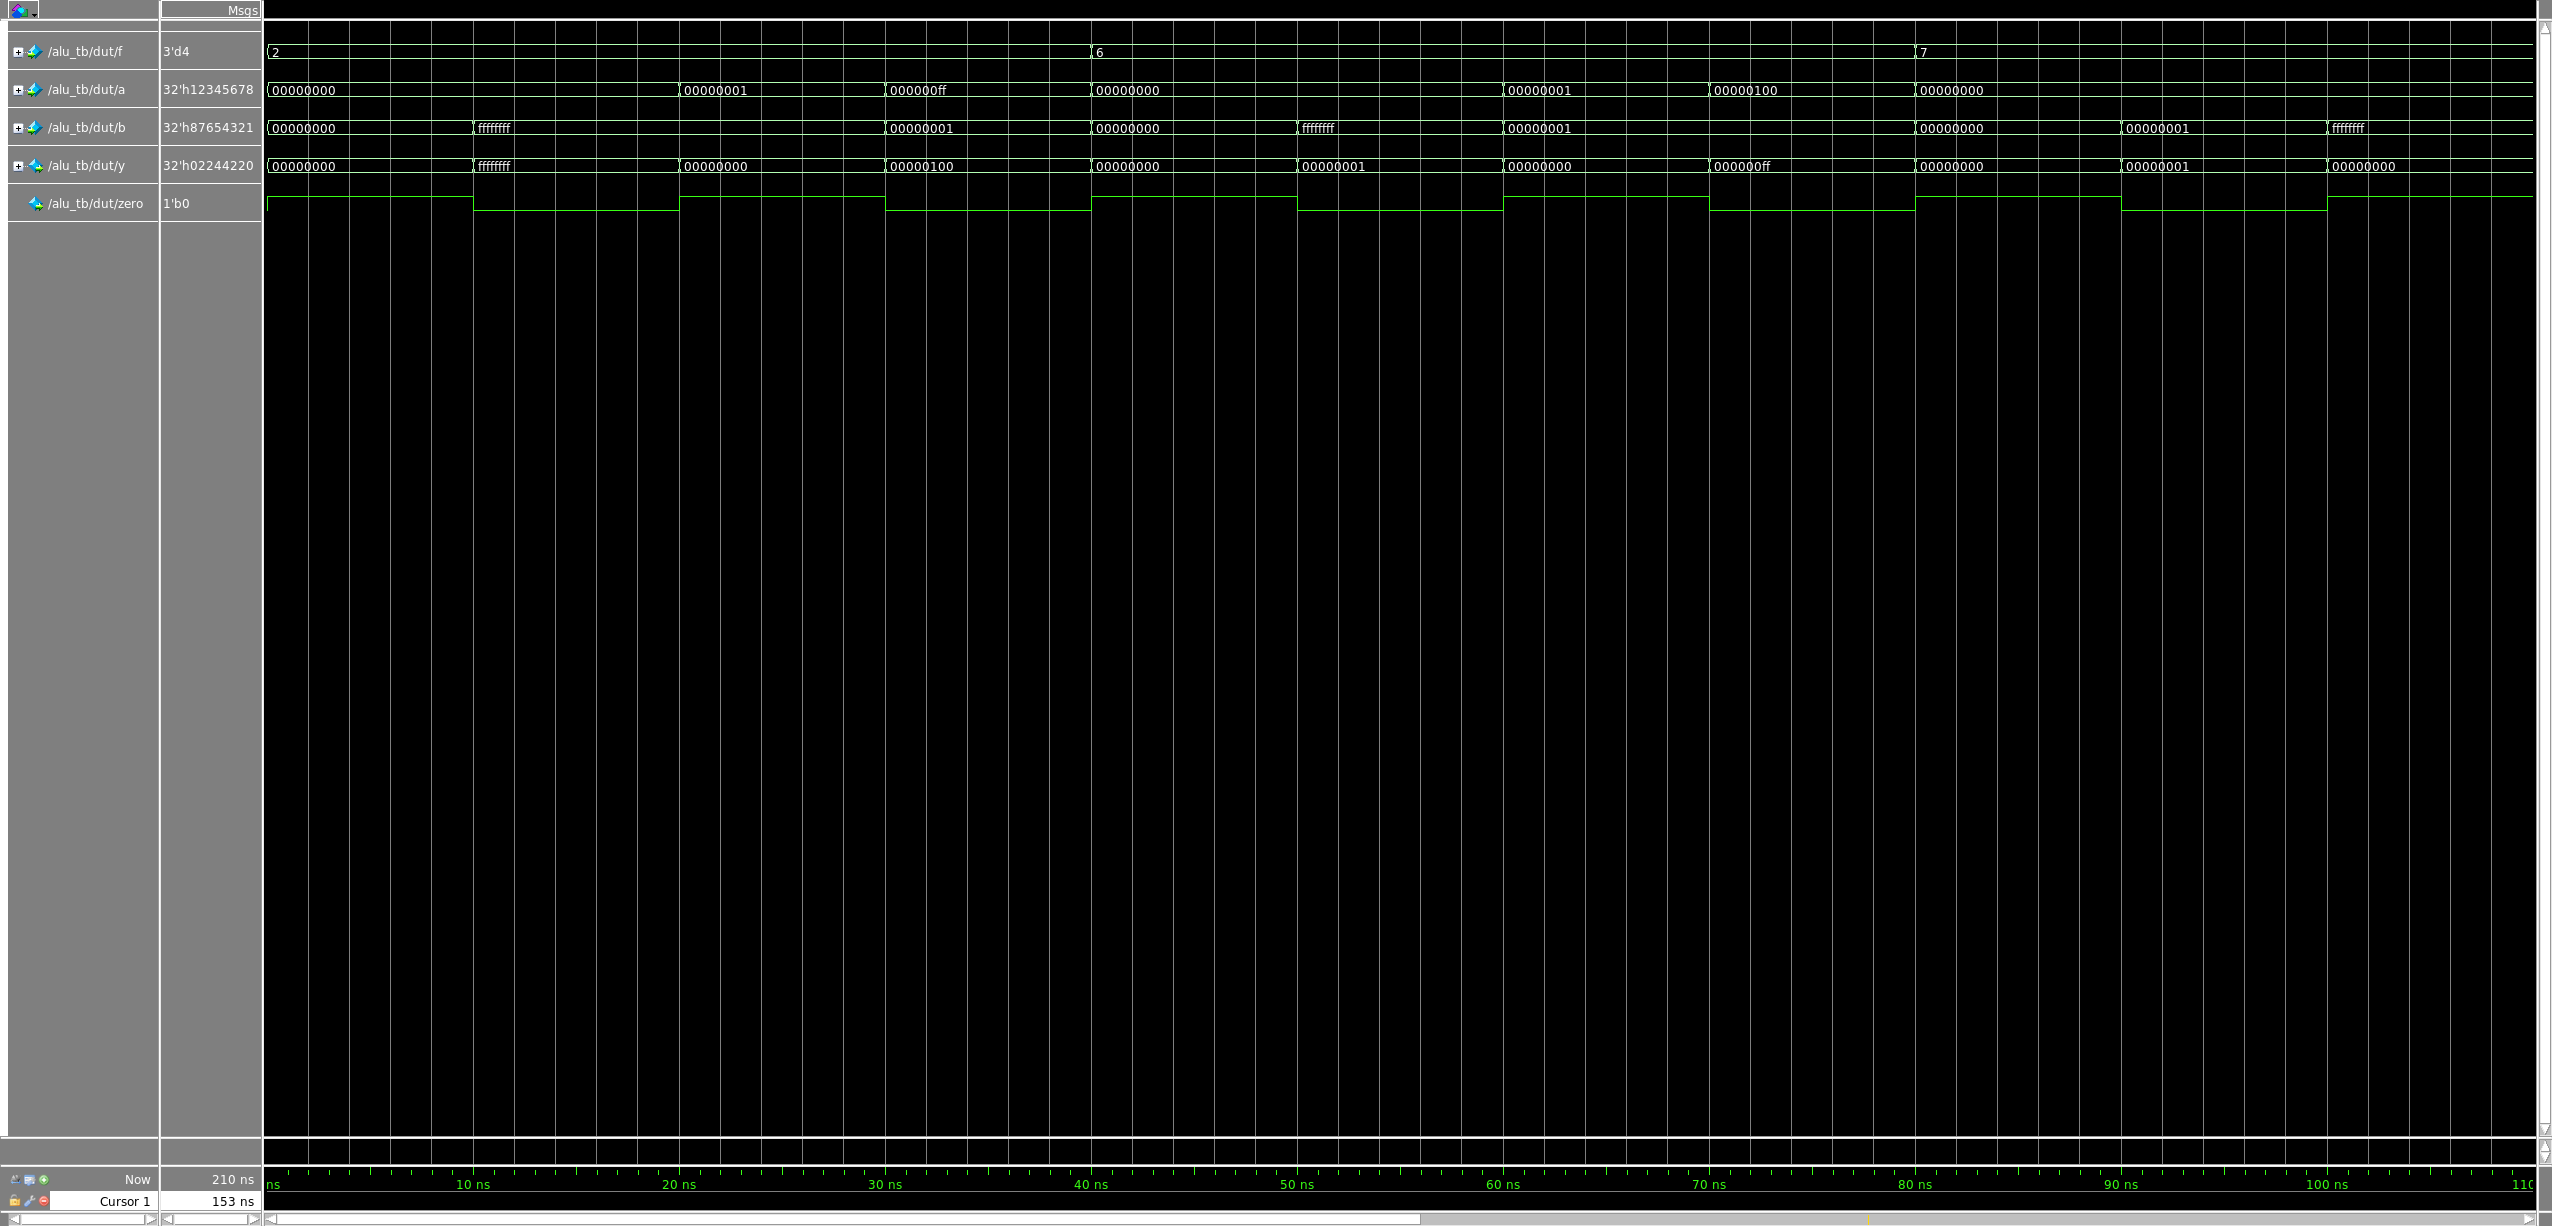 Msgs
/alu_tb/dut/f 3'd4 2 6 7
/alu_tb/dut/a 32'h12345678 00000000 00000001 000000ff 00000000 00000001 00000100 00000000
/alu_tb/dut/b 32'h87654321 00000000 ffffffff 00000001 00000000 ffffffff 00000001 00000000 00000001 ffffffff
/alu_tb/dut/y 32'h02244220 00000000 ffffffff 00000000 00000100 00000000 00000001 00000000 000000ff 00000000 00000001 00000000
/alu_tb/dut/zero 1'b0
Now 210 ns ns 10 ns 20 ns 30 ns 40 ns 50 ns 60 ns 70 ns 80 ns 90 ns 100 ns 110
Cursor 1 153 ns